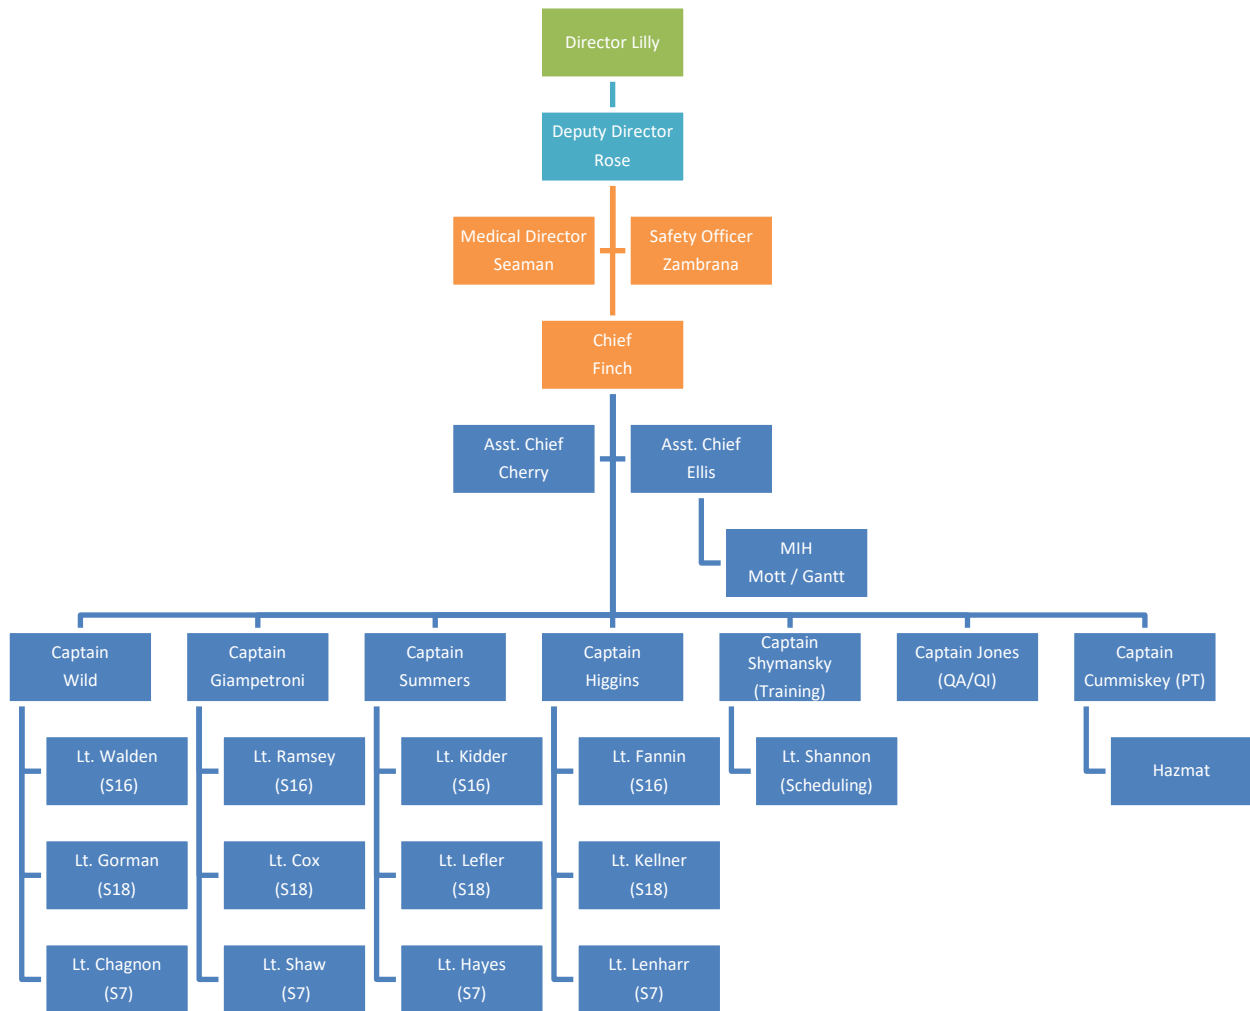 Director Lilly
Deputy Director
Rose
Medical Director
Seaman
Safety Officer
Zambrana
Chief
Finch
Asst. Chief
Cherry
Asst. Chief
Ellis
MIH
Mott / Gantt
Captain
Wild
Captain
Giampetroni
Captain
Summers
Captain
Higgins
Captain
Shymansky
(Training)
Captain Jones
(QA/QI)
Captain
Cummiskey (PT)
Lt. Walden
(S16)
Lt. Ramsey
(S16)
Lt. Kidder
(S16)
Lt. Fannin
(S16)
Lt. Shannon
(Scheduling)
Hazmat
Lt. Gorman
(S18)
Lt. Cox
(S18)
Lt. Lefler
(S18)
Lt. Kellner
(S18)
Lt. Chagnon
(S7)
Lt. Shaw
(S7)
Lt. Hayes
(S7)
Lt. Lenharr
(S7)